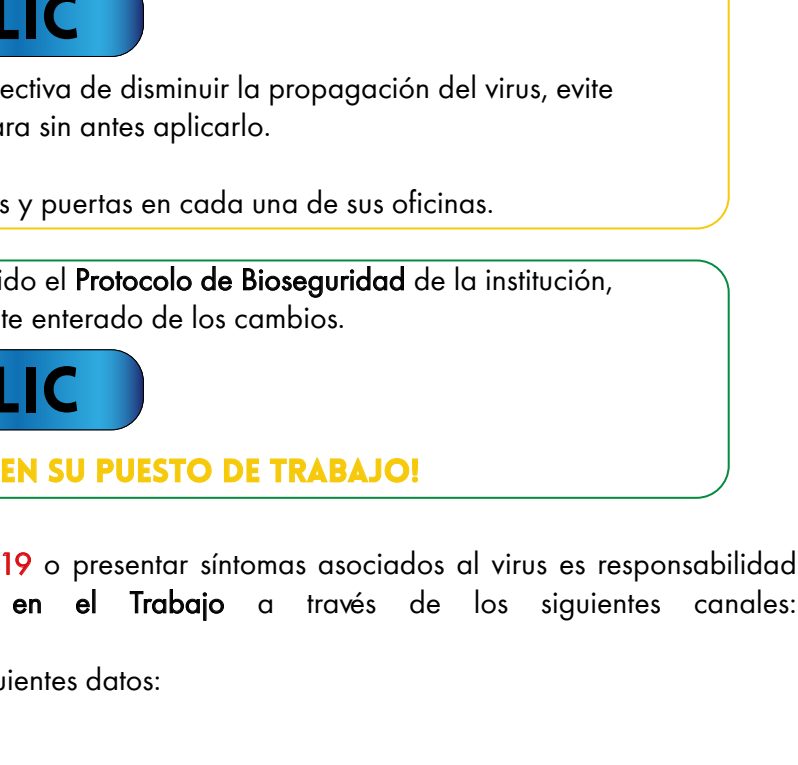 LIC
ectiva de disminuir la propagación del virus, evite
ara sin antes aplicarlo.
s y puertas en cada una de sus oficinas.
ido el Protocolo de Bioseguridad de la institución,
te enterado de los cambios.
LIC
EN SU PUESTO DE TRABAJO!
19 o presentar síntomas asociados al virus es responsabilidad
en el Trabajo a través de los siguientes canales:
uientes datos: